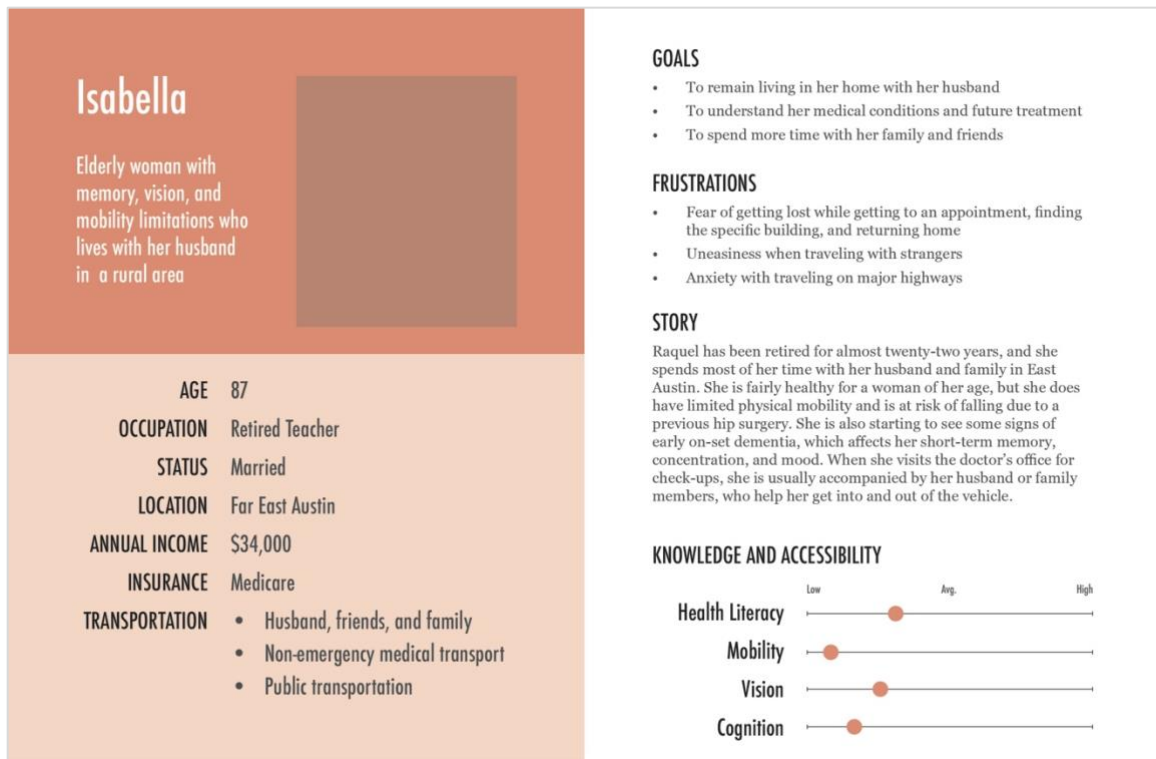 Isabella
Elderly woman with
memory, vision, and
mobility limitations who
lives with her husband
in a rural area
AGE 87
OCCUPATION Retired Teacher
STATUS Married
LOCATION Far East Austin
ANNUAL INCOME $34,000
INSURANCE Medicare
TRANSPORTATION • Husband, friends, and family
• Non-emergency medical transport
• Public transportation
GOALS
• To remain living in her home with her husband
• To understand her medical conditions and future treatment
• To spend more time with her family and friends
FRUSTRATIONS
• Fear of getting lost while getting to an appointment, finding
the specific building, and returning home
• Uneasiness when traveling with strangers
• Anxiety with traveling on major highways
STORY
Raquel has been retired for almost twenty-two years, and she
spends most of her time with her husband and family in East
Austin. She is fairly healthy for a woman of her age, but she does
have limited physical mobility and is at risk of falling due to a
previous hip surgery. She is also starting to see some signs of
early on-set dementia, which affects her short-term memory,
concentration, and mood. When she visits the doctor's office for
check-ups, she is usually accompanied by her husband or family
members, who help her get into and out of the vehicle.
KNOWLEDGE AND ACCESSIBILITY
Low Avg. High
Health Literacy
Mobility
Vision
Cognition